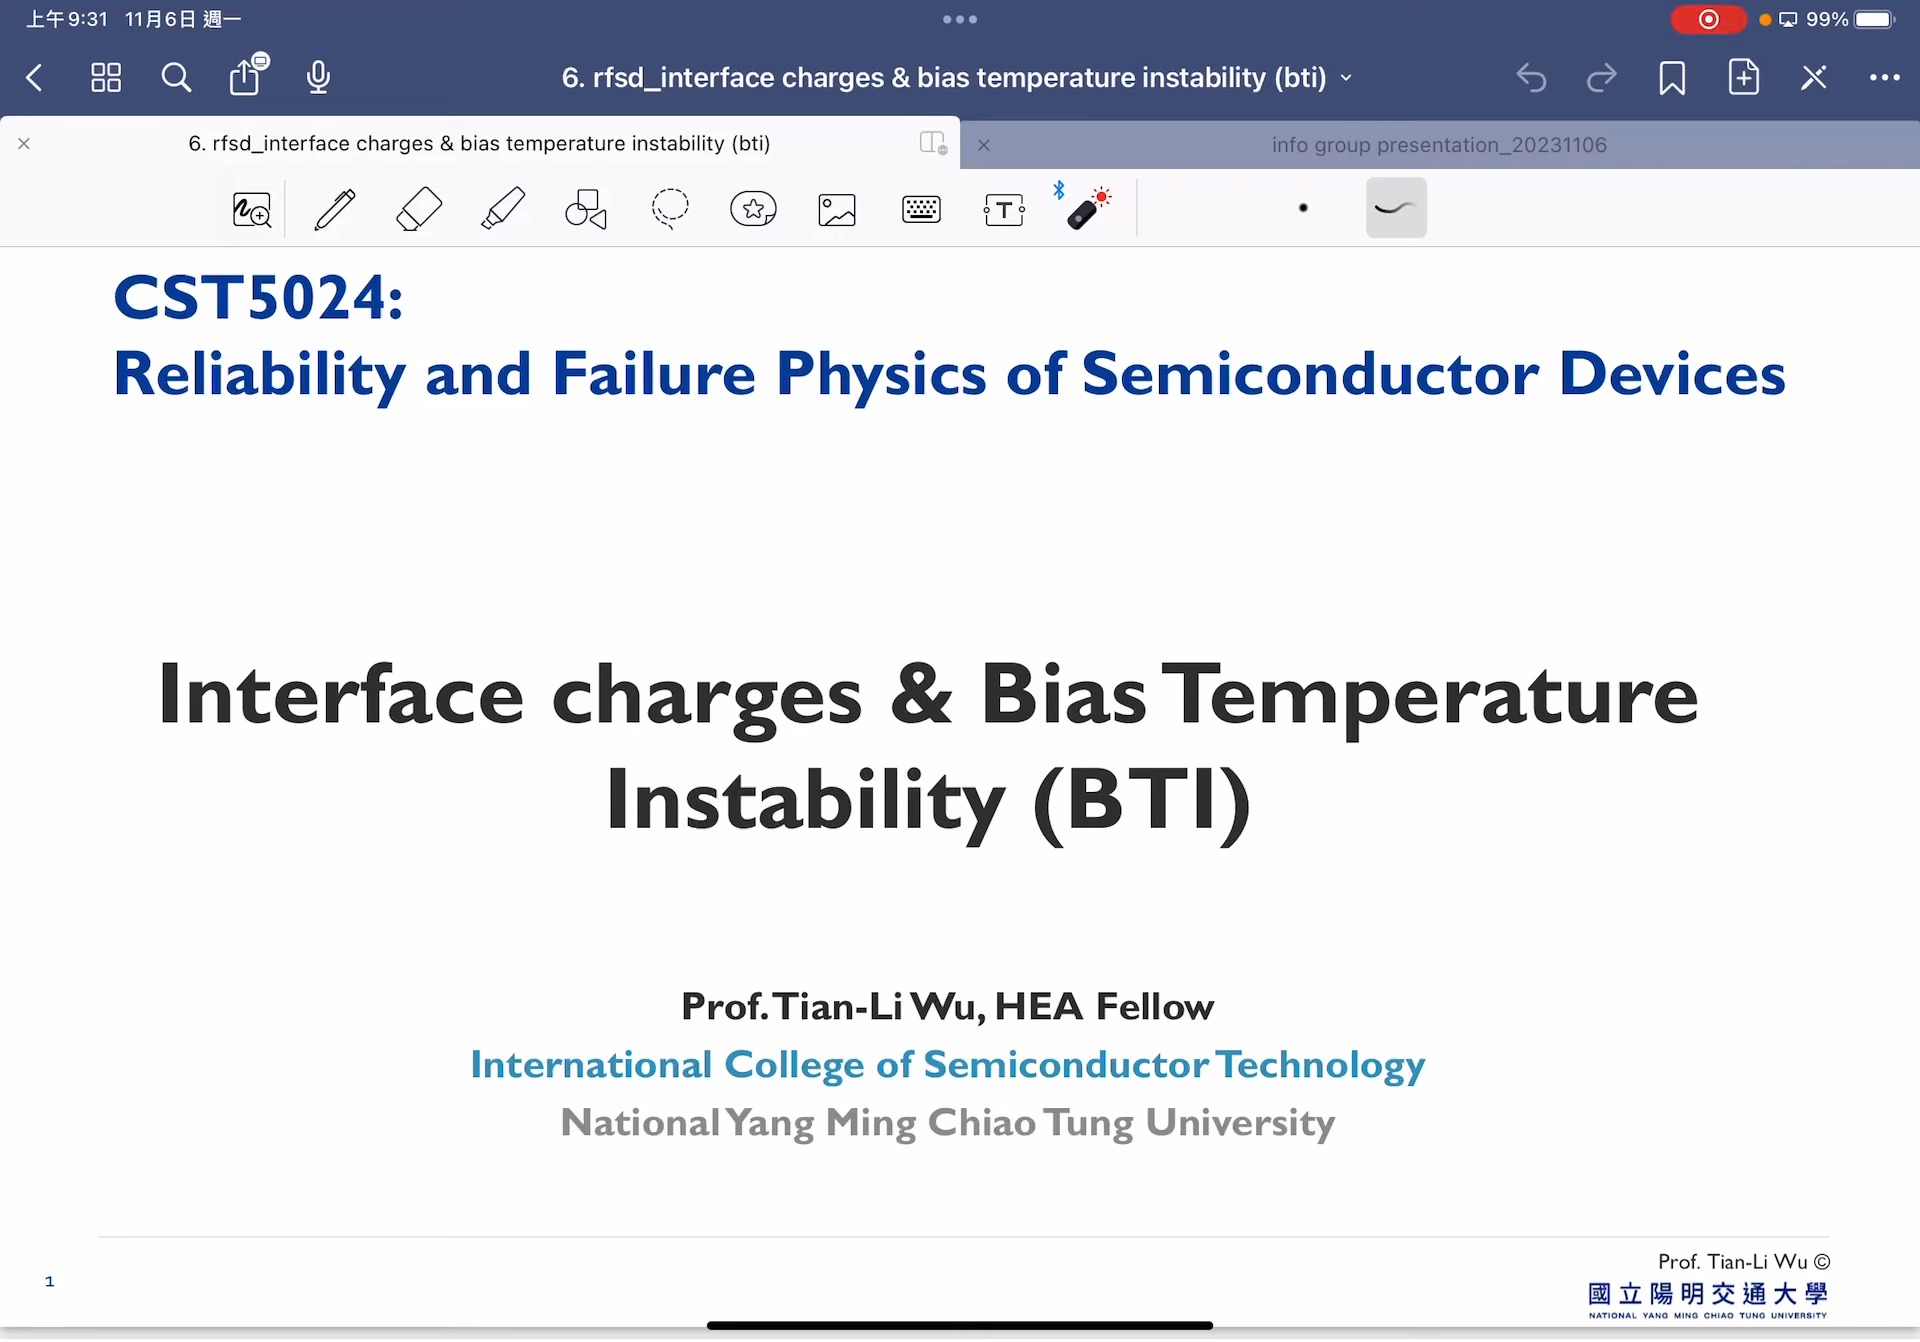 上午9:31 11月6日 週一
99%
6. rfsd_interface charges & bias temperature instability (bti)
6. rfsd_interface charges & bias temperature instability (bti)
info group presentation_20231106
T
CST5024:
Reliability and Failure Physics of Semiconductor Devices
Interface charges & Bias Temperature
Instability (BTI)
Prof. Tian-Li Wu, HEA Fellow
International College of Semiconductor Technology
National Yang Ming Chiao Tung University
1
Prof. Tian-Li Wu ©
國立陽明交通大學
NATIONAL YANG MING CHIAO TUNG UNIVERSITY